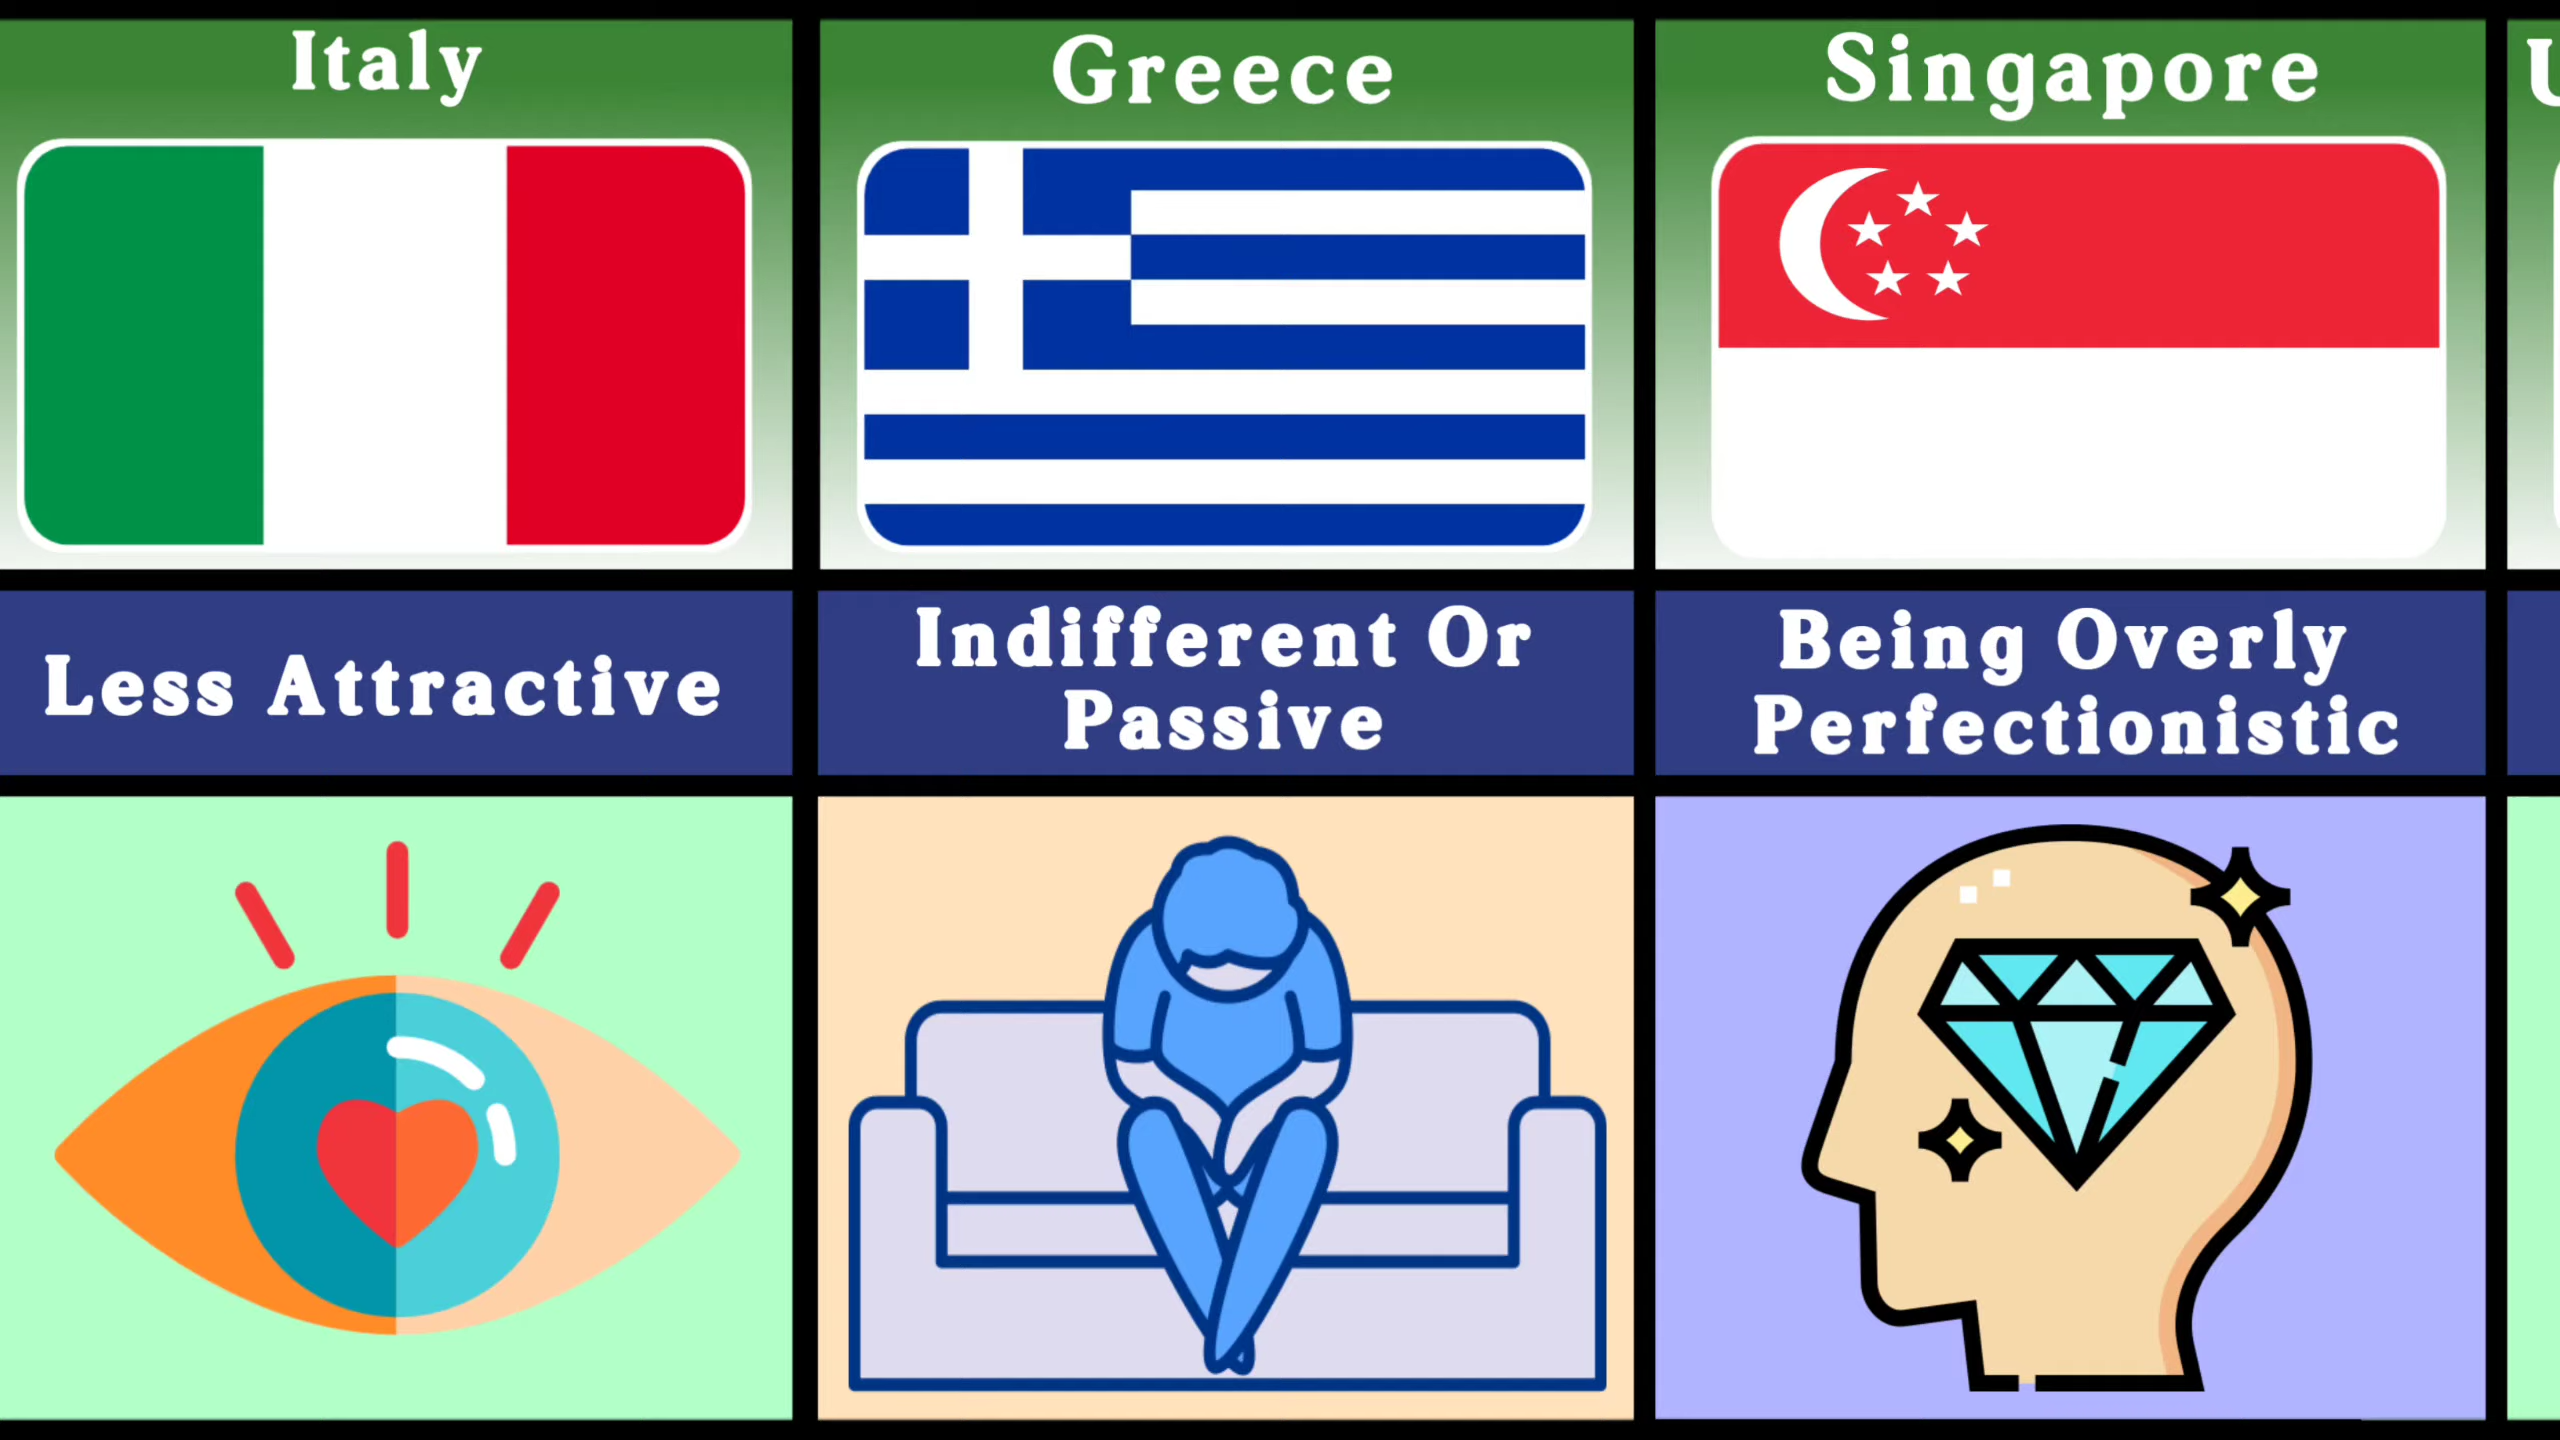 Italy
Greece
Singapore
Less Attractive
Indifferent Or
Passive
Being Overly
Perfectionistic